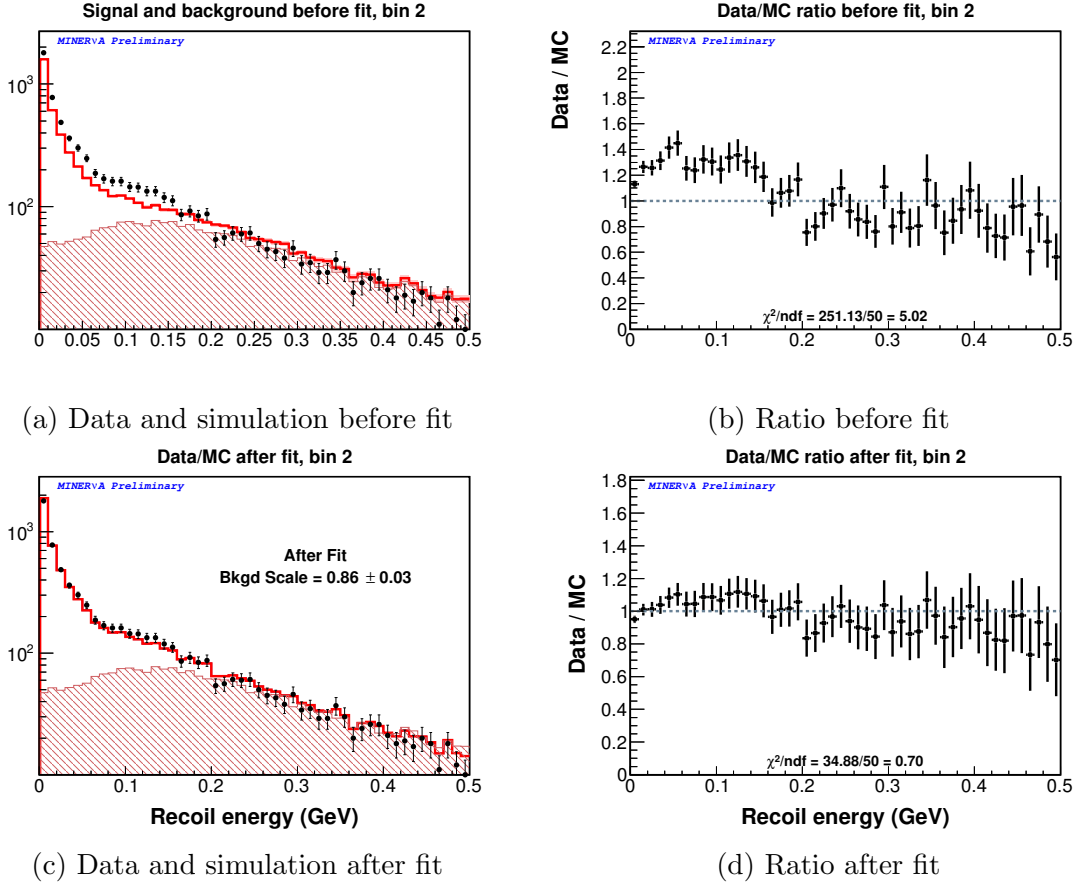 Signal and background before fit, bin 2
MINERνA Preliminary
10³
10²
0 0.05 0.1 0.15 0.2 0.25 0.3 0.35 0.4 0.45 0.5
(a) Data and simulation before fit
Data/MC ratio before fit, bin 2
MINERνA Preliminary
Data / MC
2.2
2
1.8
1.6
1.4
1.2
1
0.8
0.6
0.4
0.2
0
χ²/ndf = 251.13/50 = 5.02
0 0.1 0.2 0.3 0.4 0.5
(b) Ratio before fit
Data/MC after fit, bin 2
MINERνA Preliminary
After Fit
Bkgd Scale = 0.86 ± 0.03
10³
10²
0 0.1 0.2 0.3 0.4 0.5
Recoil energy (GeV)
(c) Data and simulation after fit
Data/MC ratio after fit, bin 2
MINERνA Preliminary
Data / MC
1.8
1.6
1.4
1.2
1
0.8
0.6
0.4
0.2
0
χ²/ndf = 34.88/50 = 0.70
0 0.1 0.2 0.3 0.4 0.5
Recoil energy (GeV)
(d) Ratio after fit